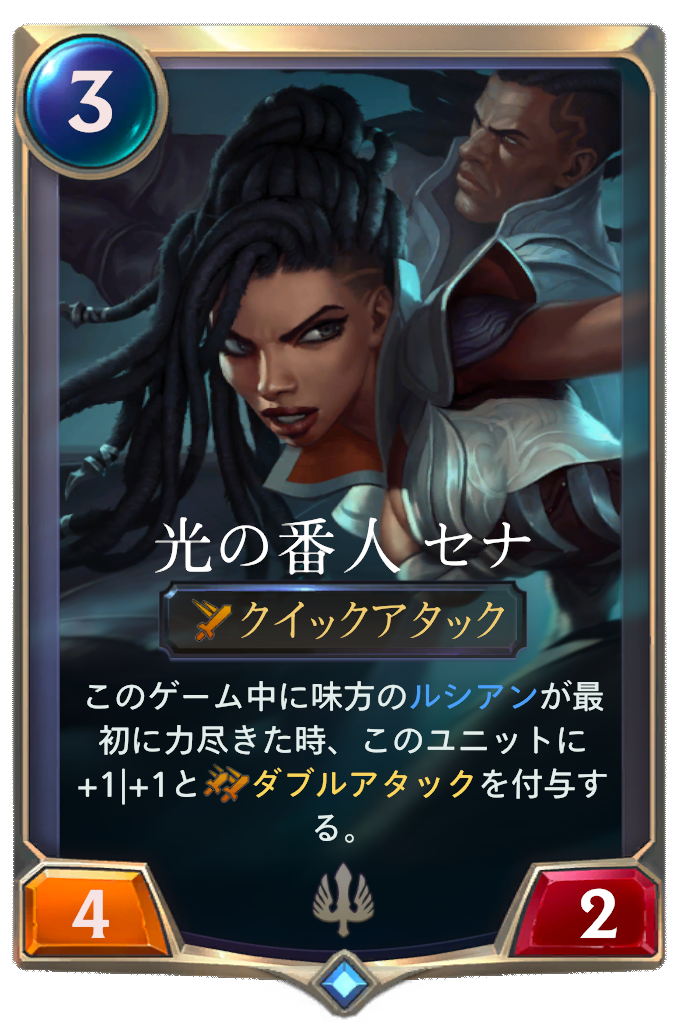 3
光の番人 セナ
クイックアタック
このゲーム中に味方のルシアンが最
初に力尽きた時、このユニットに
+1|+1とダブルアタックを付与す
る。
4
2